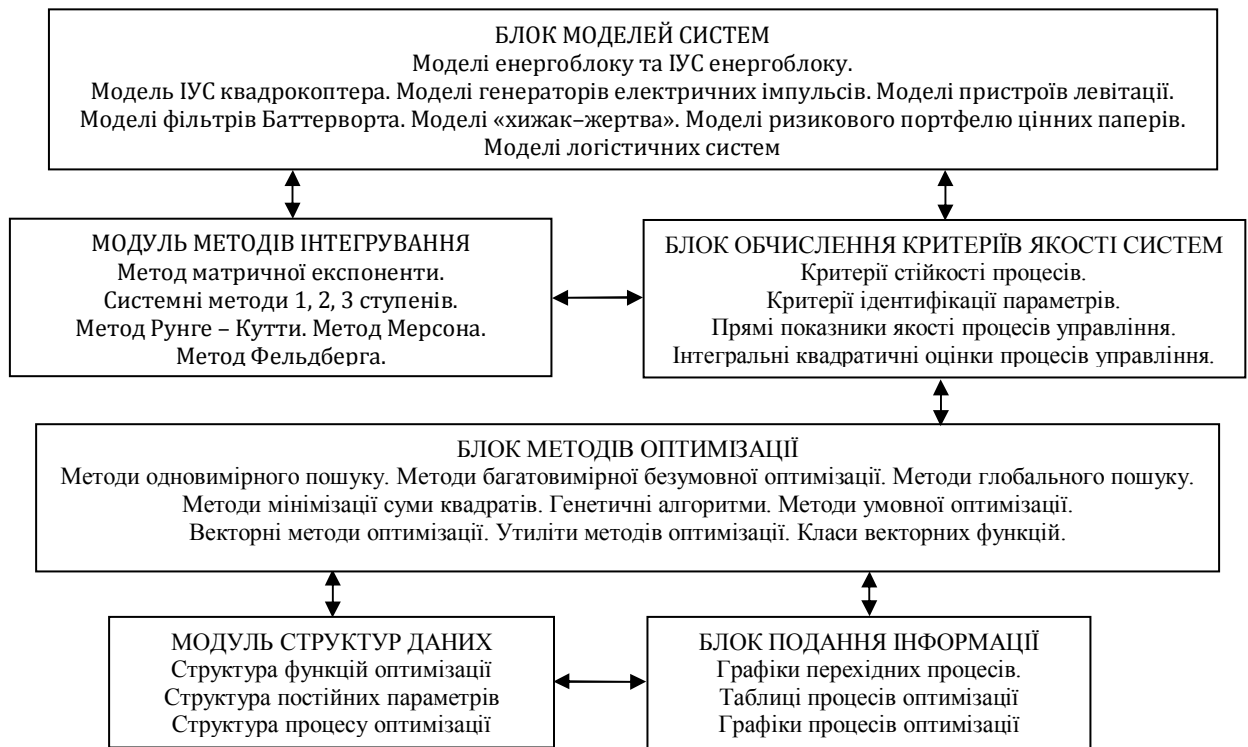 БЛОК МОДЕЛЕЙ СИСТЕМ
Моделі енергоблоку та ІУС енергоблоку.
Модель ІУС квадрокоптера. Моделі генераторів електричних імпульсів. Моделі пристроїв левітації.
Моделі фільтрів Баттерворта. Моделі «хижак–жертва». Моделі ризикового портфелю цінних паперів.
Моделі логістичних систем
МОДУЛЬ МЕТОДІВ ІНТЕГРУВАННЯ
Метод матричної експоненти.
Системні методи 1, 2, 3 ступенів.
Метод Рунге – Кутти. Метод Мерсона.
Метод Фельдберга.
БЛОК ОБЧИСЛЕННЯ КРИТЕРІЇВ ЯКОСТІ СИСТЕМ
Критерії стійкості процесів.
Критерії ідентифікації параметрів.
Прямі показники якості процесів управління.
Інтегральні квадратичні оцінки процесів управління.
БЛОК МЕТОДІВ ОПТИМІЗАЦІЇ
Методи одновимірного пошуку. Методи багатовимірної безумовної оптимізації. Методи глобального пошуку.
Методи мінімізації суми квадратів. Генетичні алгоритми. Методи умовної оптимізації.
Векторні методи оптимізації. Утиліти методів оптимізації. Класи векторних функцій.
МОДУЛЬ СТРУКТУР ДАНИХ
Структура функцій оптимізації
Структура постійних параметрів
Структура процесу оптимізації
БЛОК ПОДАННЯ ІНФОРМАЦІЇ
Графіки перехідних процесів.
Таблиці процесів оптимізації
Графіки процесів оптимізації